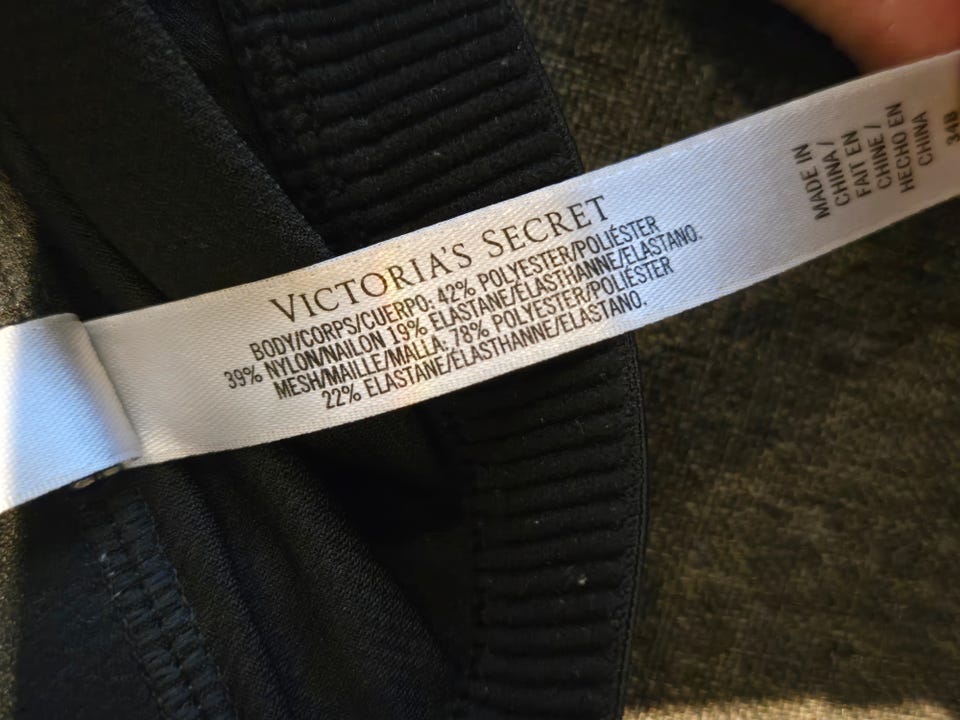 VICTORIA'S SECRET
BODY/CORPS/CUERPO: 42% POLYESTER/POLIÉSTER
39% NYLON/NAILON 19% ELASTANE/ÉLASTHANNE/ELASTANO.
MESH/MAILLE/MALLA: 78% POLYESTER/POLIÉSTER
22% ELASTANE/ÉLASTHANNE/ELASTANO.
MADE IN
CHINA/
FAIT EN
CHINE /
HECHO EN
CHINA
34B